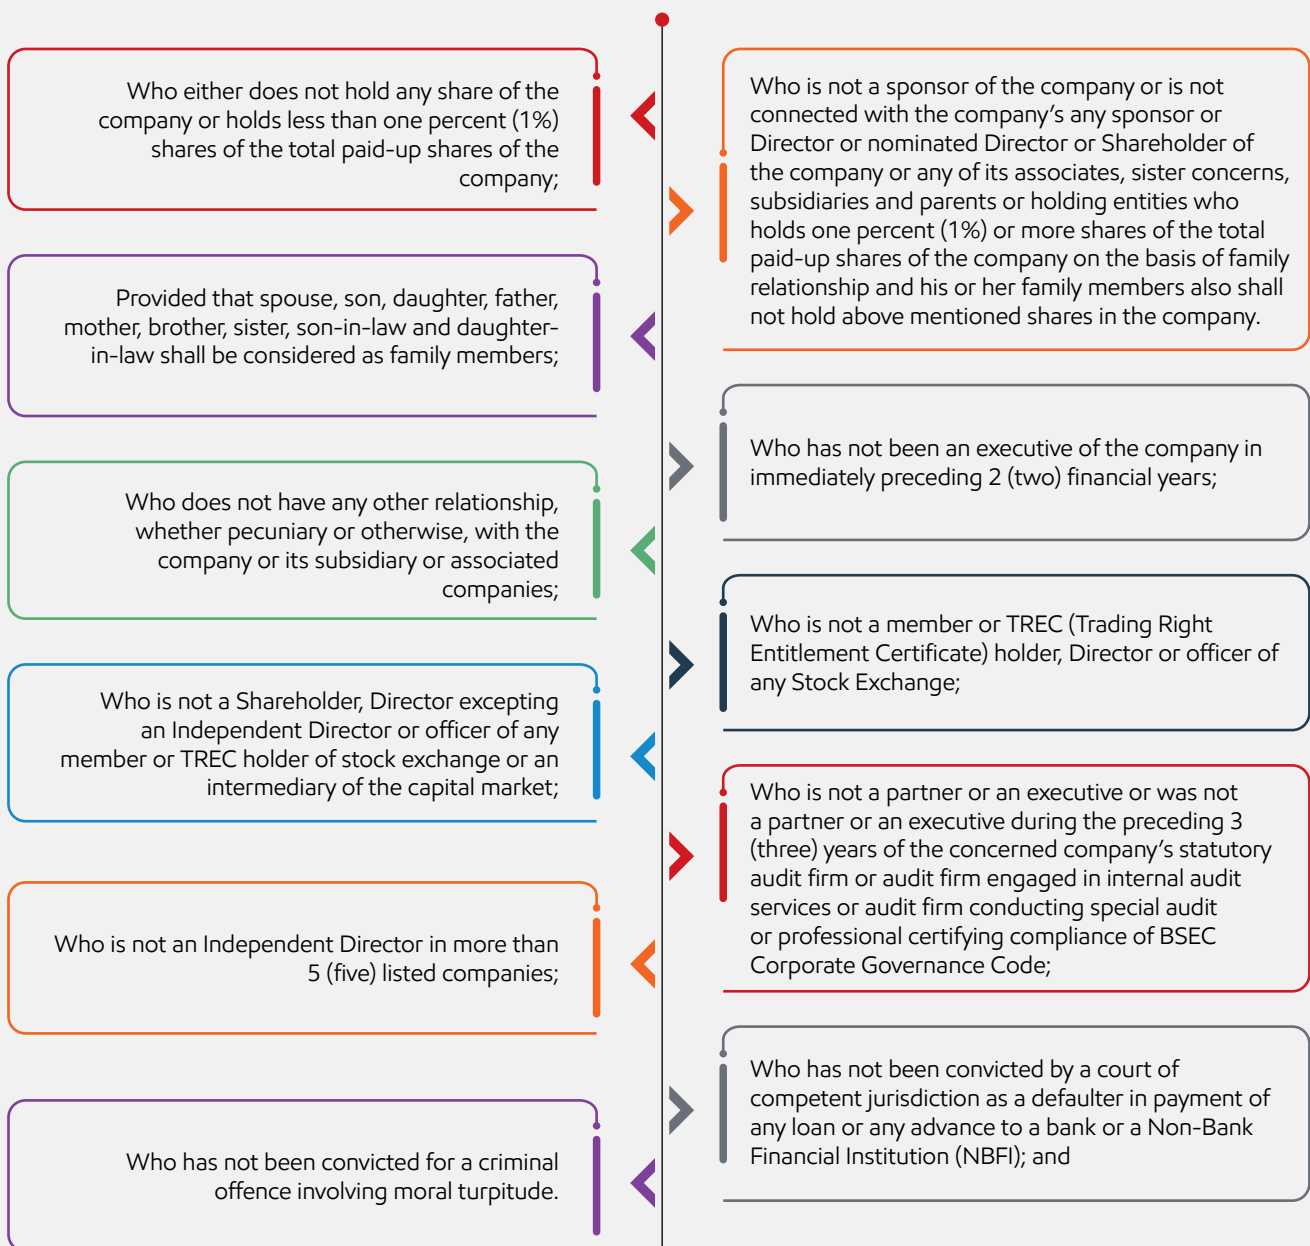 Who either does not hold any share of the
company or holds less than one percent (1%)
shares of the total paid-up shares of the
company;
Who is not a sponsor of the company or is not
connected with the company’s any sponsor or
Director or nominated Director or Shareholder of
the company or any of its associates, sister concerns,
subsidiaries and parents or holding entities who
holds one percent (1%) or more shares of the total
paid-up shares of the company on the basis of family
relationship and his or her family members also shall
not hold above mentioned shares in the company.
Provided that spouse, son, daughter, father,
mother, brother, sister, son-in-law and daughter-
in-law shall be considered as family members;
Who has not been an executive of the company in
immediately preceding 2 (two) financial years;
Who does not have any other relationship,
whether pecuniary or otherwise, with the
company or its subsidiary or associated
companies;
Who is not a member or TREC (Trading Right
Entitlement Certificate) holder, Director or officer of
any Stock Exchange;
Who is not a Shareholder, Director excepting
an Independent Director or officer of any
member or TREC holder of stock exchange or an
intermediary of the capital market;
Who is not a partner or an executive or was not
a partner or an executive during the preceding 3
(three) years of the concerned company’s statutory
audit firm or audit firm engaged in internal audit
services or audit firm conducting special audit
or professional certifying compliance of BSEC
Corporate Governance Code;
Who is not an Independent Director in more than
5 (five) listed companies;
Who has not been convicted by a court of
competent jurisdiction as a defaulter in payment of
any loan or any advance to a bank or a Non-Bank
Financial Institution (NBFI); and
Who has not been convicted for a criminal
offence involving moral turpitude.